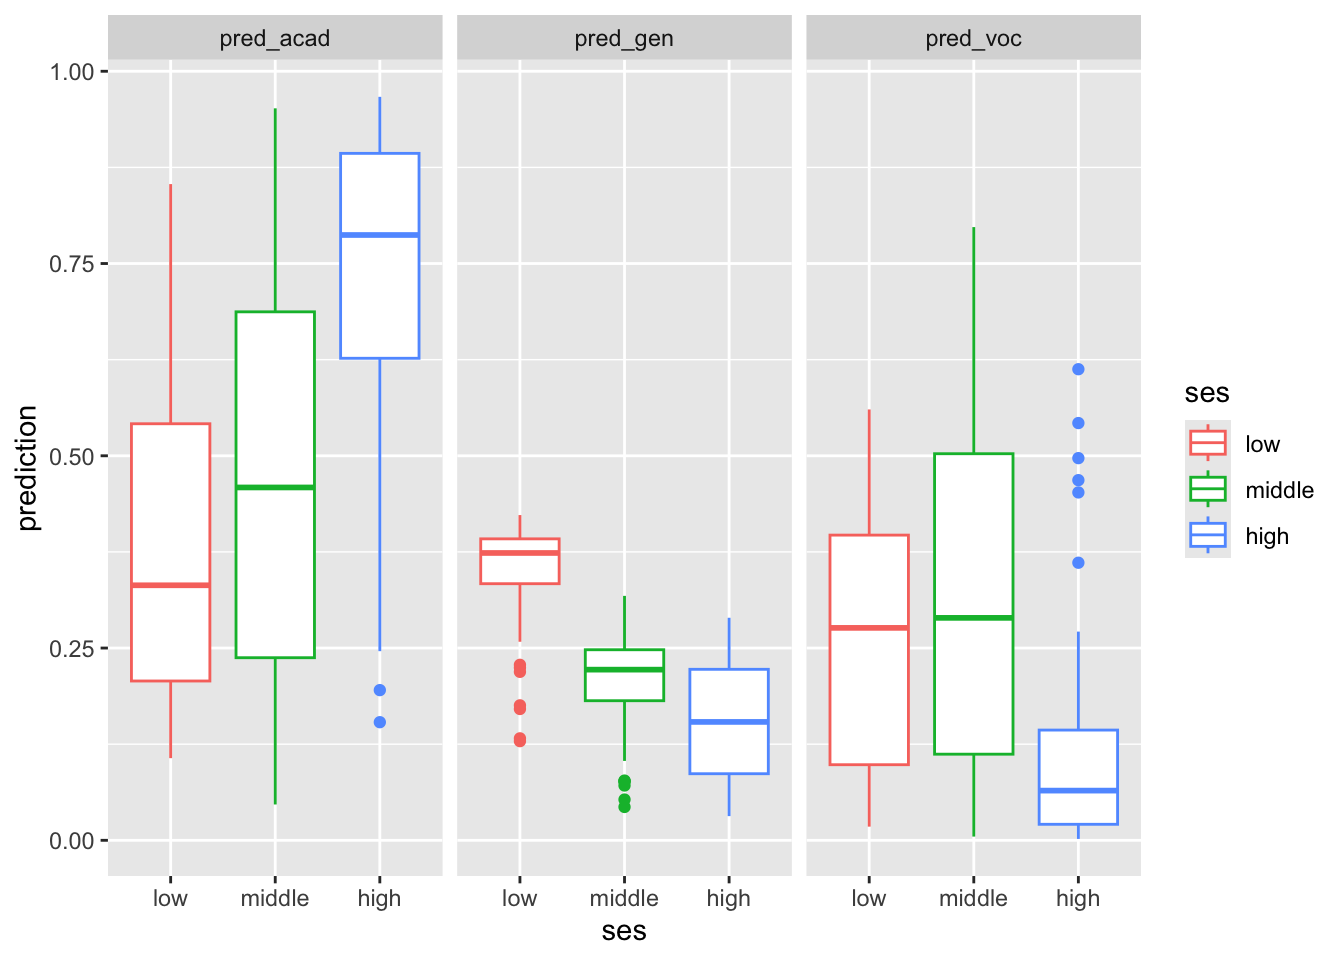 pred_acad pred_gen pred_voc
1.00
0.75
0.50
0.25
0.00
prediction
low middle high low middle high low middle high
ses
ses
low
middle
high